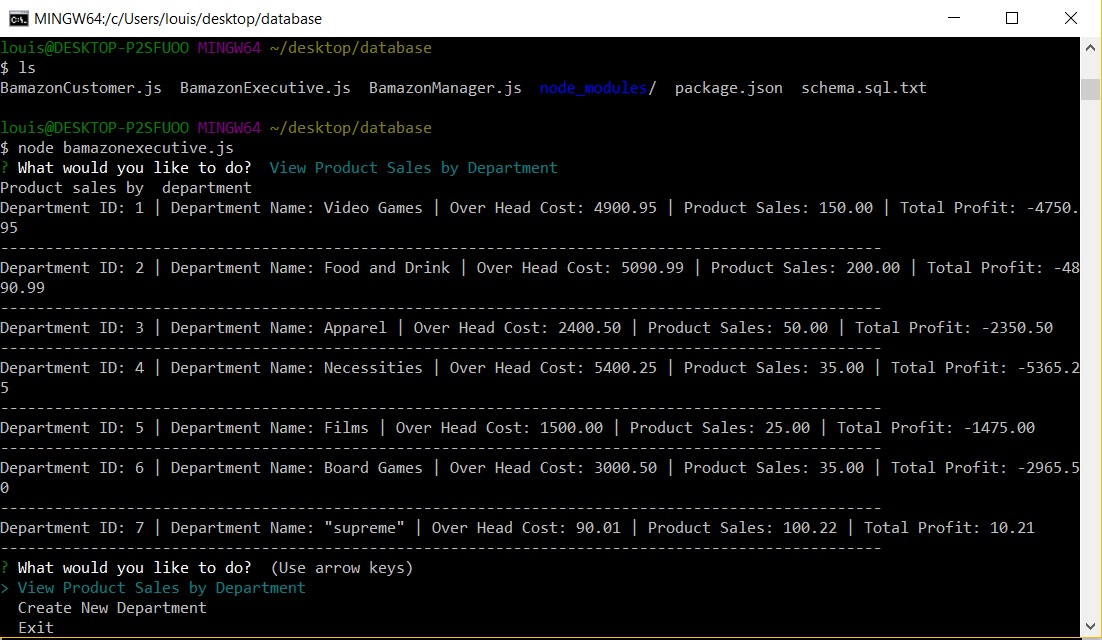 MINGW64:/c/Users/louis/desktop/database
louis@DESKTOP-P2SFUOO MINGW64 ~/desktop/database
$ ls
BamazonCustomer.js  BamazonExecutive.js  BamazonManager.js  node_modules/  package.json  schema.sql.txt
louis@DESKTOP-P2SFUOO MINGW64 ~/desktop/database
$ node bamazonexecutive.js
? What would you like to do?  View Product Sales by Department
Product sales by  department
Department ID: 1 | Department Name: Video Games | Over Head Cost: 4900.95 | Product Sales: 150.00 | Total Profit: -4750.
95
--------------------------------------------------------------------------------------------------
Department ID: 2 | Department Name: Food and Drink | Over Head Cost: 5090.99 | Product Sales: 200.00 | Total Profit: -48
90.99
--------------------------------------------------------------------------------------------------
Department ID: 3 | Department Name: Apparel | Over Head Cost: 2400.50 | Product Sales: 50.00 | Total Profit: -2350.50
--------------------------------------------------------------------------------------------------
Department ID: 4 | Department Name: Necessities | Over Head Cost: 5400.25 | Product Sales: 35.00 | Total Profit: -5365.2
5
--------------------------------------------------------------------------------------------------
Department ID: 5 | Department Name: Films | Over Head Cost: 1500.00 | Product Sales: 25.00 | Total Profit: -1475.00
--------------------------------------------------------------------------------------------------
Department ID: 6 | Department Name: Board Games | Over Head Cost: 3000.50 | Product Sales: 35.00 | Total Profit: -2965.5
0
--------------------------------------------------------------------------------------------------
Department ID: 7 | Department Name: "supreme" | Over Head Cost: 90.01 | Product Sales: 100.22 | Total Profit: 10.21
--------------------------------------------------------------------------------------------------
? What would you like to do?  (Use arrow keys)
> View Product Sales by Department
  Create New Department
  Exit